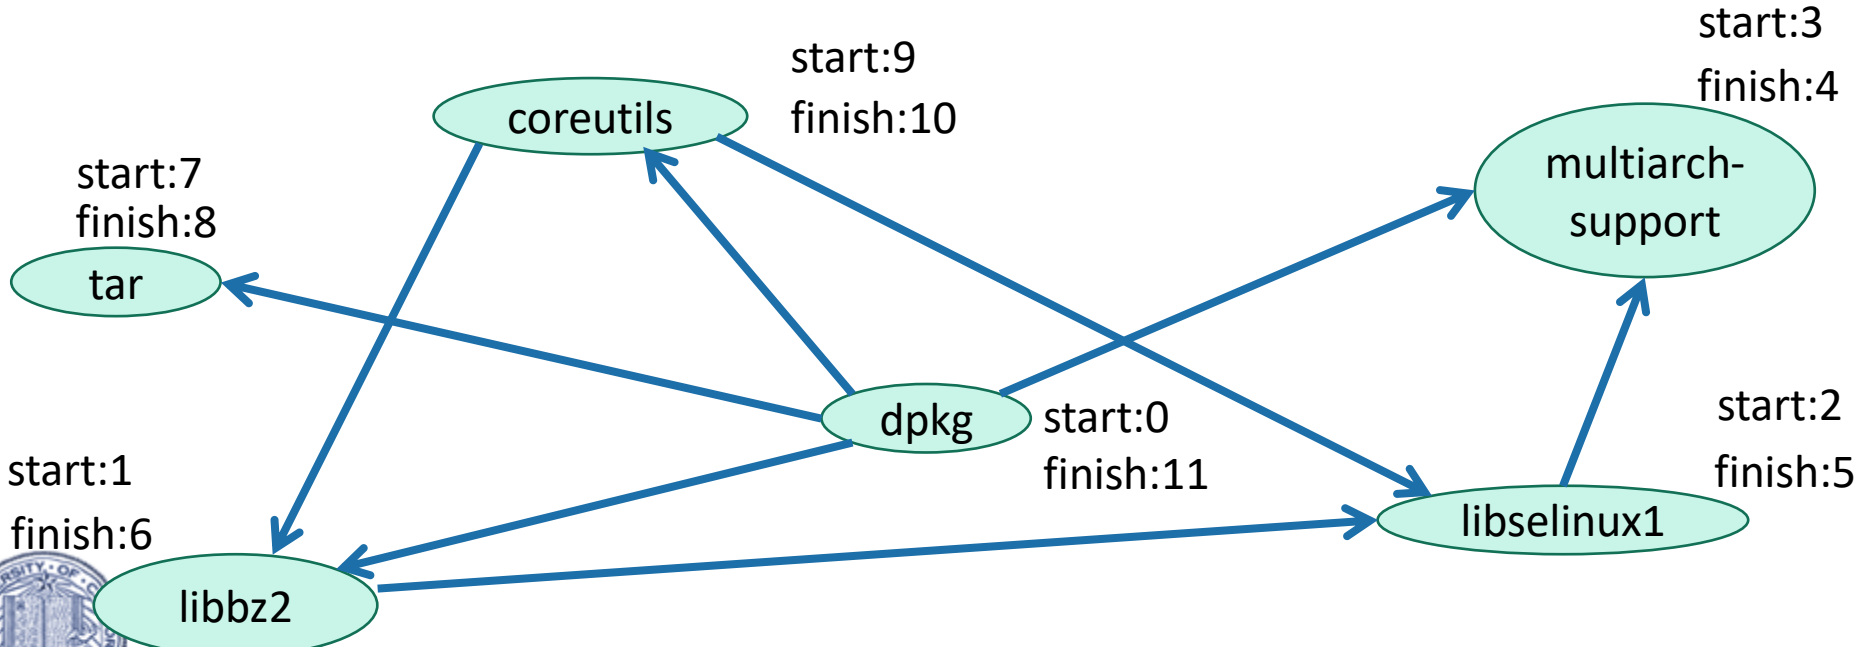 start:3
finish:4
start:9
finish:10
coreutils
multiarch-
support
start:7
finish:8
tar
dpkg
start:0
finish:11
start:2
finish:5
start:1
finish:6
libselinux1
libbz2